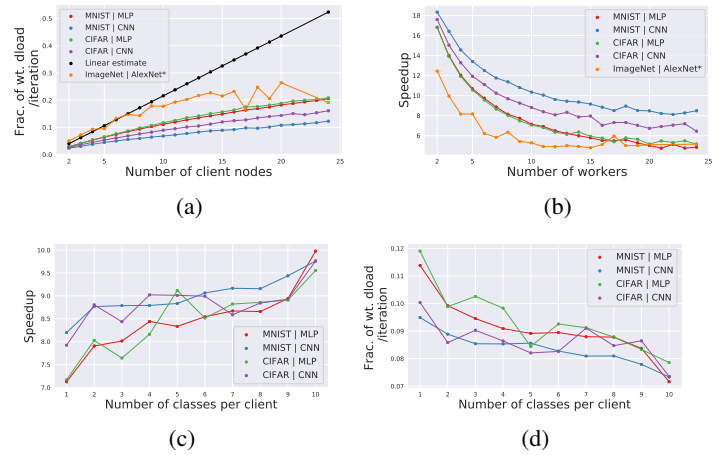 0.5
0.4
0.3
0.2
0.1
0.0
Frac. of wt. dload
/iteration
MNIST | MLP
MNIST | CNN
CIFAR | MLP
CIFAR | CNN
Linear estimate
ImageNet | AlexNet*
2 5 10 15 20 25
Number of client nodes
(a)
18
16
14
12
10
8
6
Speedup
MNIST | MLP
MNIST | CNN
CIFAR | MLP
CIFAR | CNN
ImageNet | AlexNet*
2 5 10 15 20 25
Number of workers
(b)
10.0
9.5
9.0
8.5
8.0
7.5
7.0
Speedup
MNIST | MLP
MNIST | CNN
CIFAR | MLP
CIFAR | CNN
1 2 3 4 5 6 7 8 9 10
Number of classes per client
(c)
0.12
0.11
0.10
0.09
0.08
0.07
Frac. of wt. dload
/iteration
MNIST | MLP
MNIST | CNN
CIFAR | MLP
CIFAR | CNN
1 2 3 4 5 6 7 8 9 10
Number of classes per client
(d)